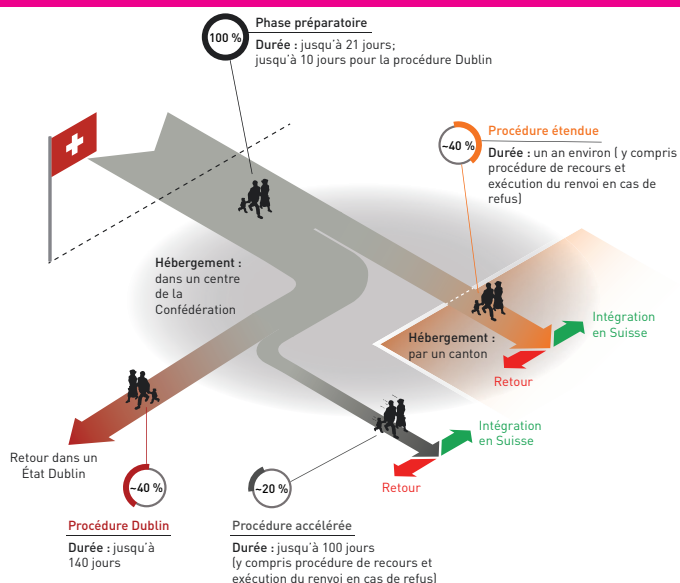 100 %
Phase préparatoire
Durée : jusqu'à 21 jours;
jusqu'à 10 jours pour la procédure Dublin
~40 %
Procédure étendue
Durée : un an environ ( y compris
procédure de recours et
exécution du renvoi en cas de
refus)
Hébergement :
dans un centre
de la
Confédération
Hébergement :
par un canton
Intégration
en Suisse
Retour
Retour dans un
État Dublin
Intégration
en Suisse
Retour
~40 %
Procédure Dublin
Durée : jusqu'à
140 jours
~20 %
Procédure accélérée
Durée : jusqu'à 100 jours
(y compris procédure de recours et
exécution du renvoi en cas de refus)